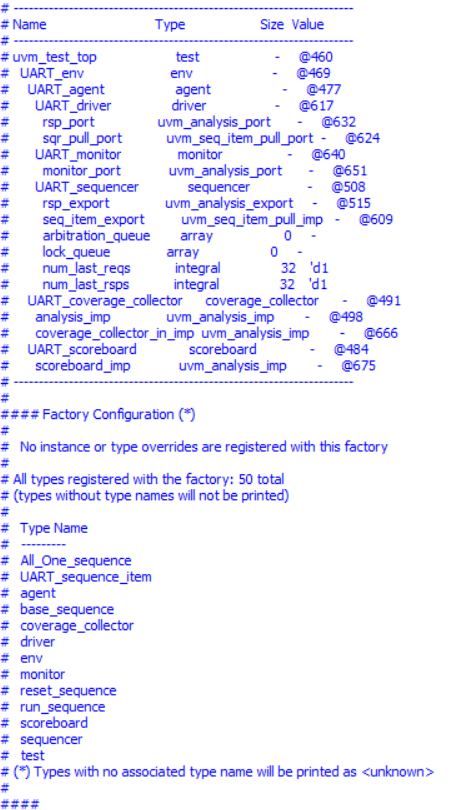 # ------------------------------------------------------------------
# Name                     Type               Size  Value
# ------------------------------------------------------------------
# uvm_test_top                test                -     @460
#   UART_env                  env                 -     @469
#     UART_agent              agent               -     @477
#       UART_driver           driver              -     @617
#         rsp_port            uvm_analysis_port   -     @632
#         sqr_pull_port       uvm_seq_item_pull_port -  @624
#       UART_monitor          monitor             -     @640
#         monitor_port        uvm_analysis_port   -     @651
#       UART_sequencer        sequencer           -     @508
#         rsp_export          uvm_analysis_export -     @515
#         seq_item_export     uvm_seq_item_pull_imp -   @609
#         arbitration_queue   array               0     -
#         lock_queue          array               0     -
#         num_last_reqs       integral            32    'd1
#         num_last_rsps       integral            32    'd1
#     UART_coverage_collector coverage_collector  -     @491
#       analysis_imp          uvm_analysis_imp    -     @498
#       coverage_collector_in_imp uvm_analysis_imp -    @666
#     UART_scoreboard         scoreboard          -     @484
#       scoreboard_imp        uvm_analysis_imp    -     @675
# ------------------------------------------------------------------
#
#### Factory Configuration (*)
#
#   No instance or type overrides are registered with this factory
#
# All types registered with the factory: 50 total
# (types without type names will not be printed)
#
#   Type Name
#   ---------
#   All_One_sequence
#   UART_sequence_item
#   agent
#   base_sequence
#   coverage_collector
#   driver
#   env
#   monitor
#   reset_sequence
#   run_sequence
#   scoreboard
#   sequencer
#   test
# (*) Types with no associated type name will be printed as <unknown>
#
####